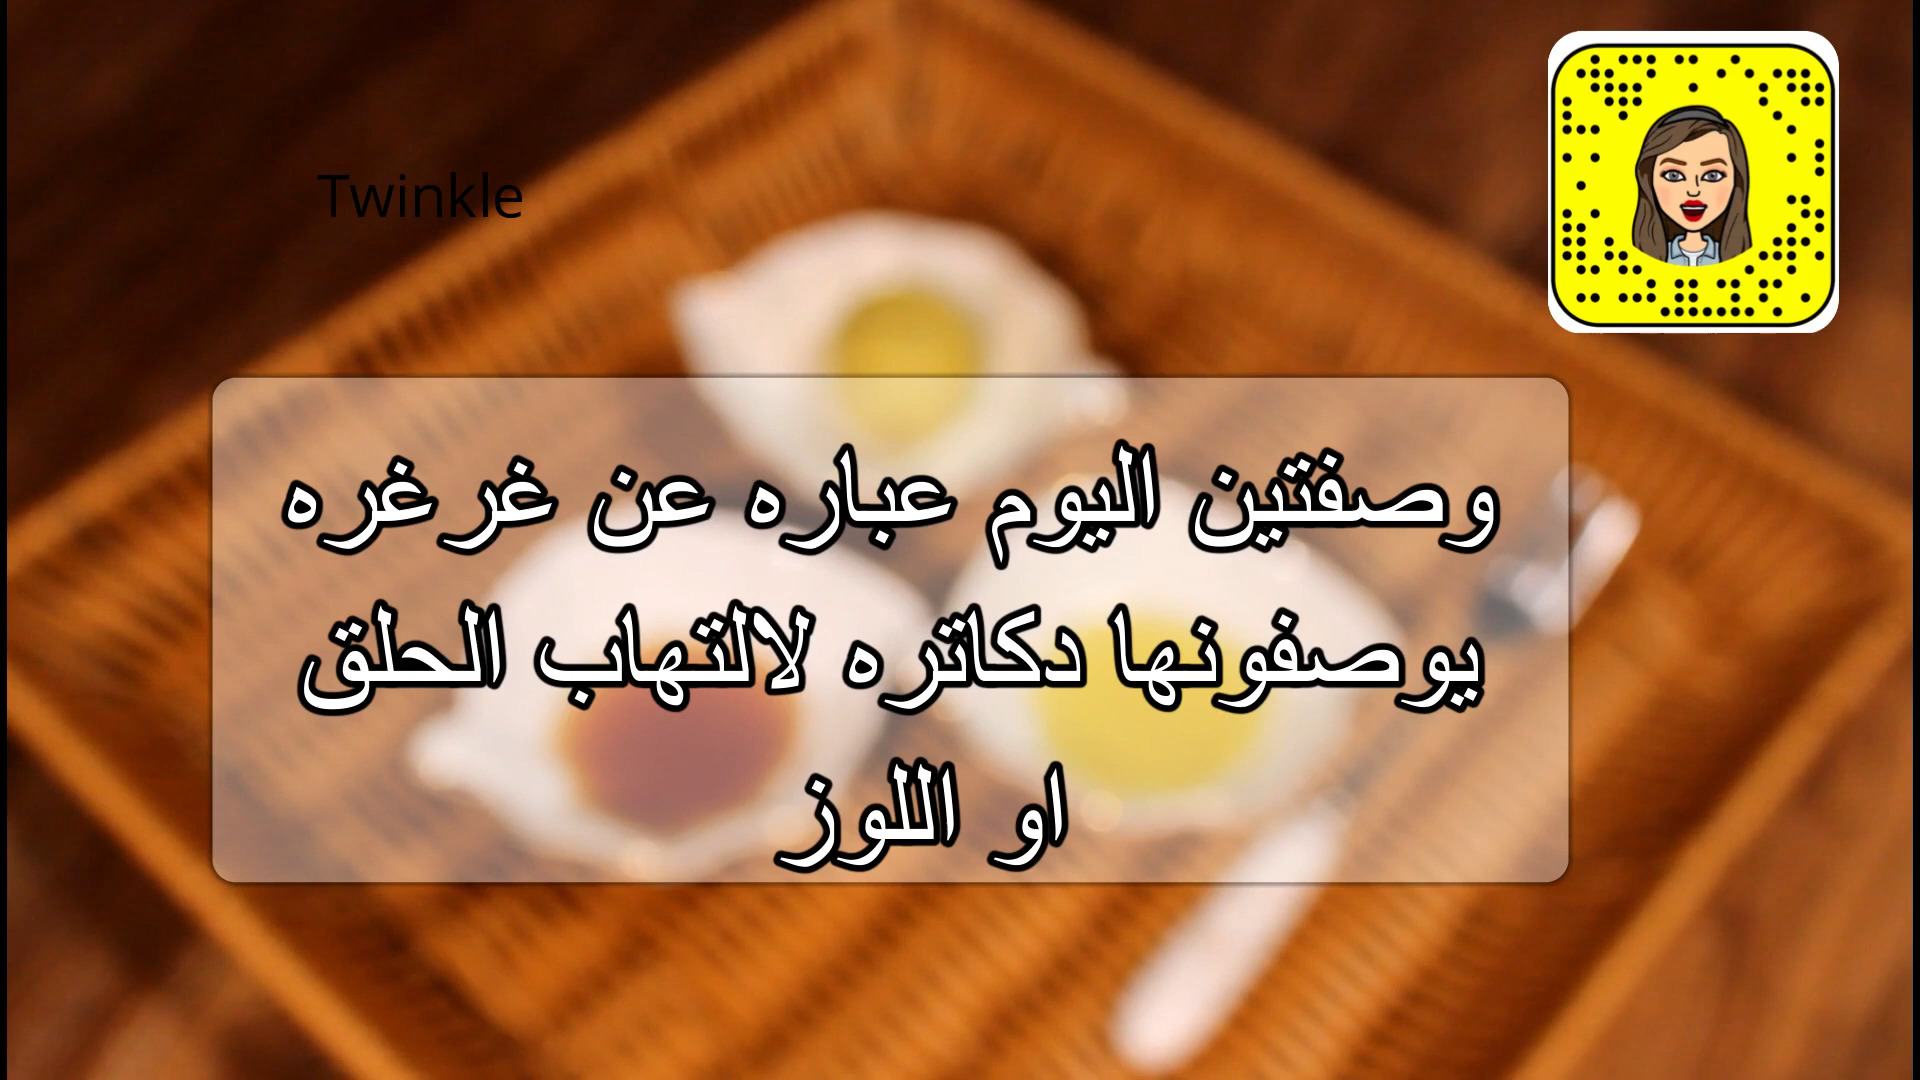 Twinkle
وصفتين اليوم عباره عن غرغره
يوصفونها دكاتره لالتهاب الحلق
او اللوز